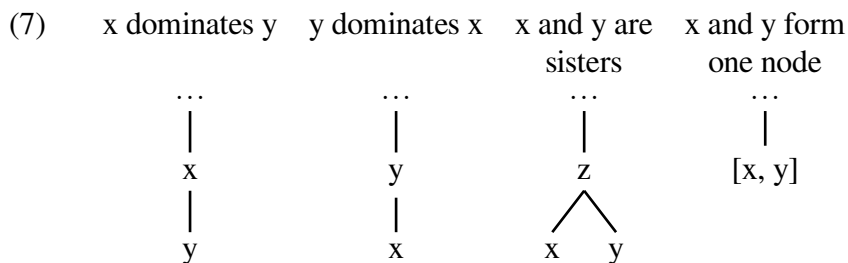 (7) x dominates y y dominates x x and y are x and y form
sisters one node
… … … …
x y z [x, y]
y x x y